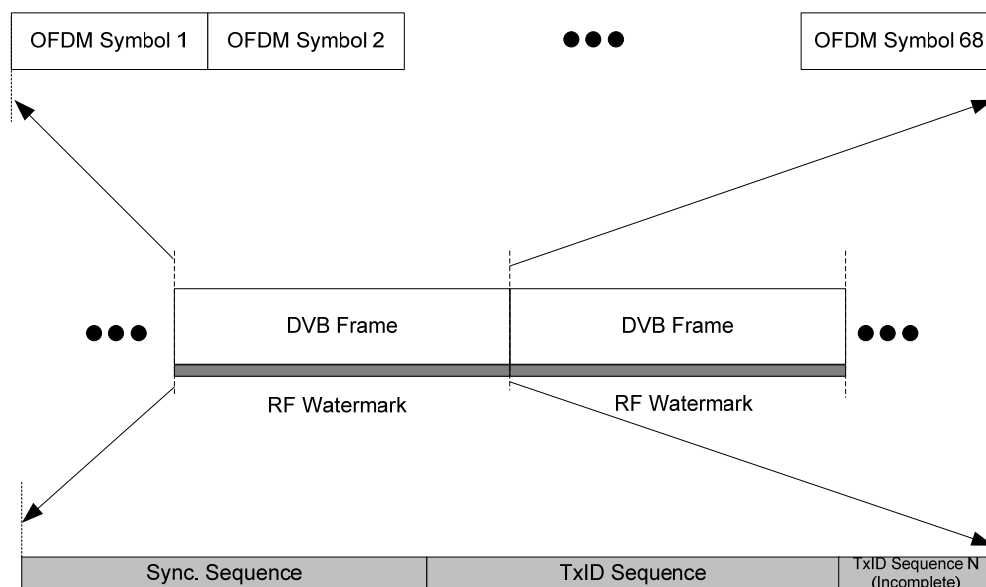 OFDM Symbol 1
OFDM Symbol 2
OFDM Symbol 68
DVB Frame
DVB Frame
RF Watermark
RF Watermark
Sync. Sequence
TxID Sequence
TxID Sequence N
(Incomplete)